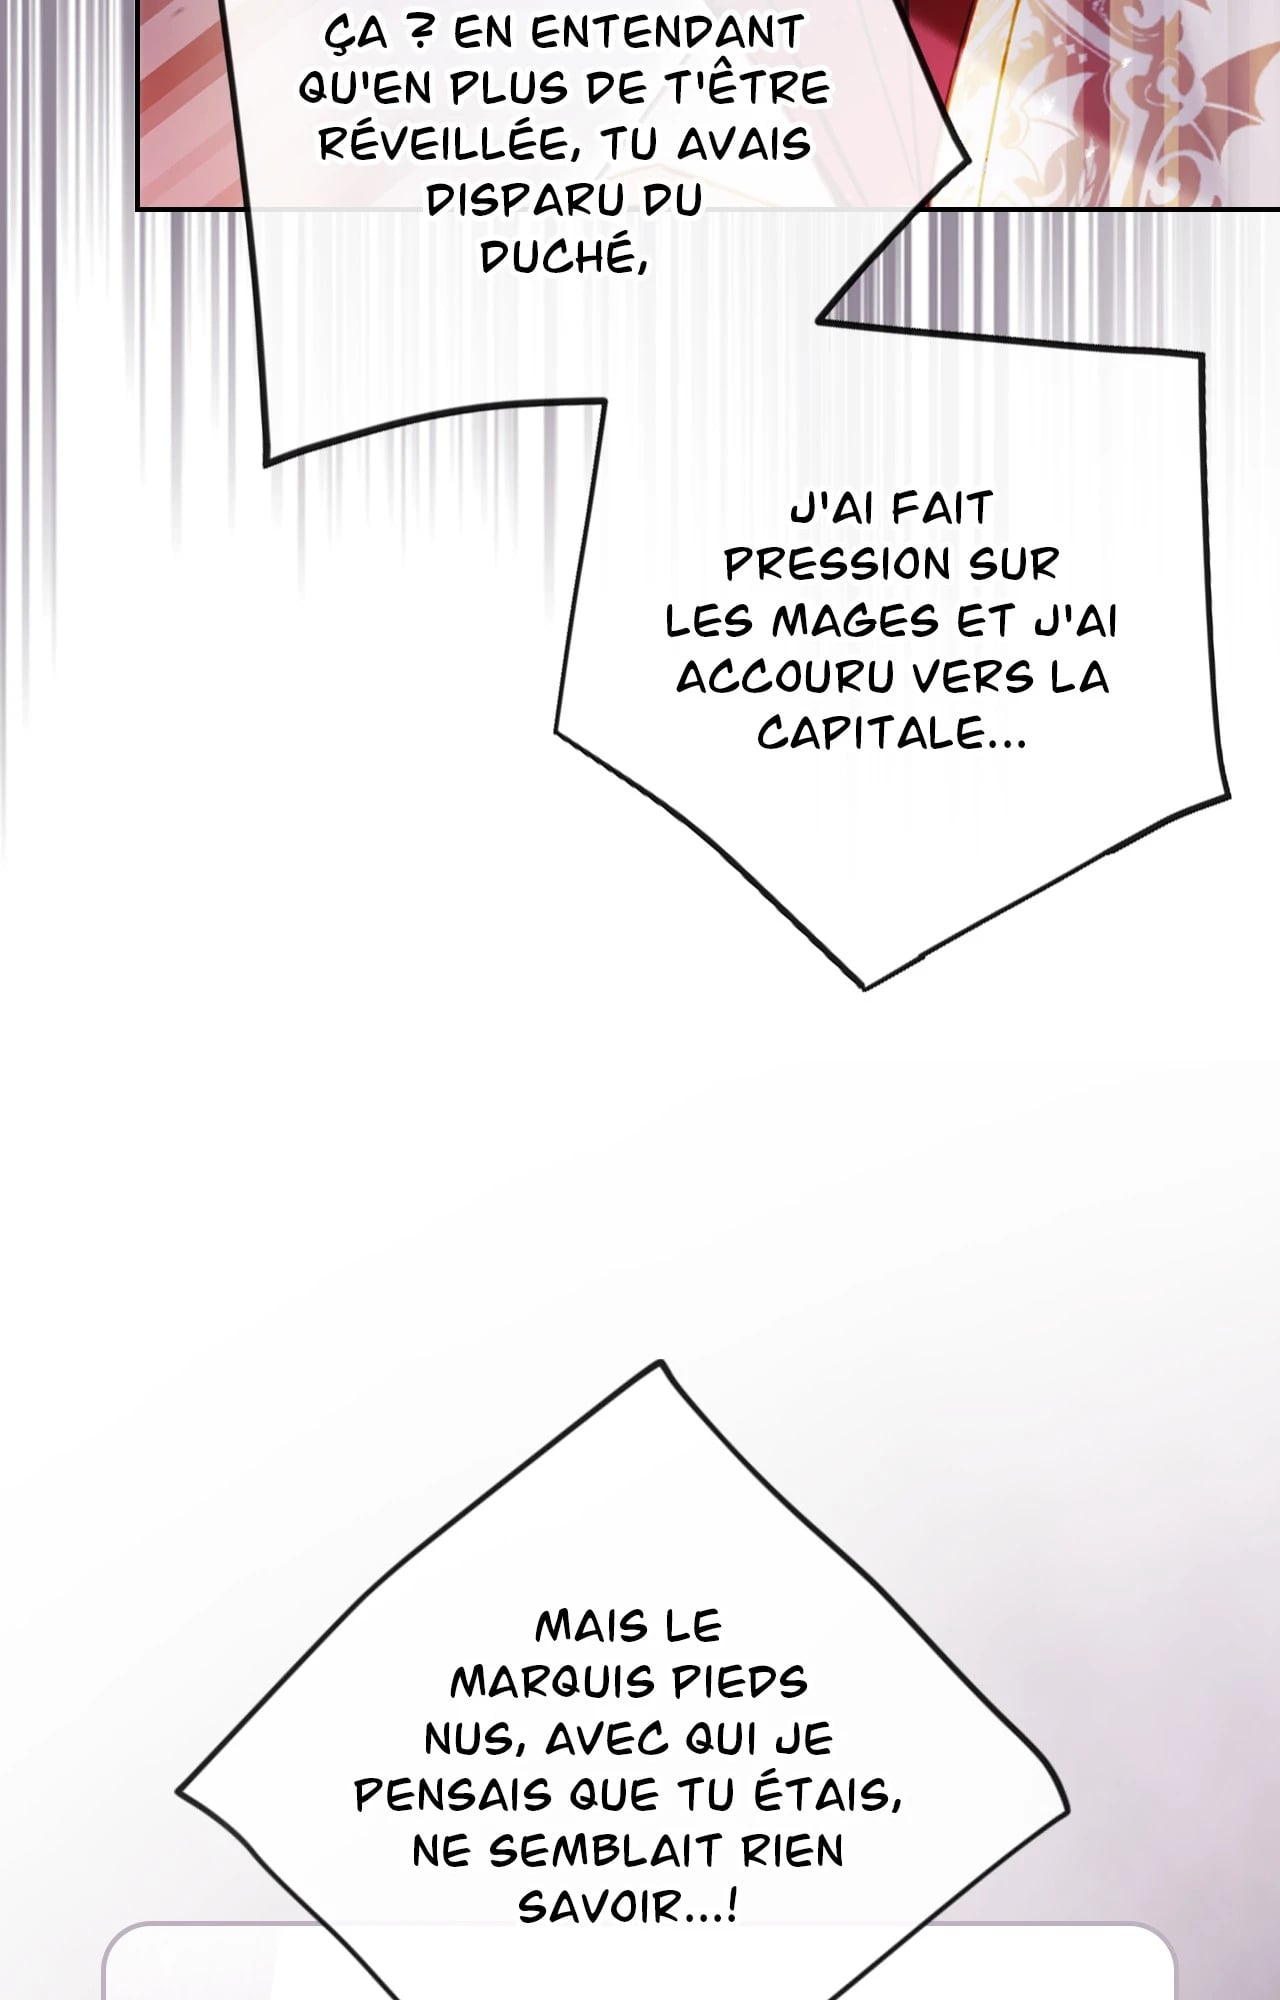 ÇA ? EN ENTENDANT
QU'EN PLUS DE T'ÊTRE
RÉVEILLÉE, TU AVAIS
DISPARU DU
DUCHÉ,
J'AI FAIT
PRESSION SUR
LES MAGES ET J'AI
ACCOURU VERS LA
CAPITALE...
MAIS LE
MARQUIS PIEDS
NUS, AVEC QUI JE
PENSAIS QUE TU ÉTAIS,
NE SEMBLAIT RIEN
SAVOIR...!